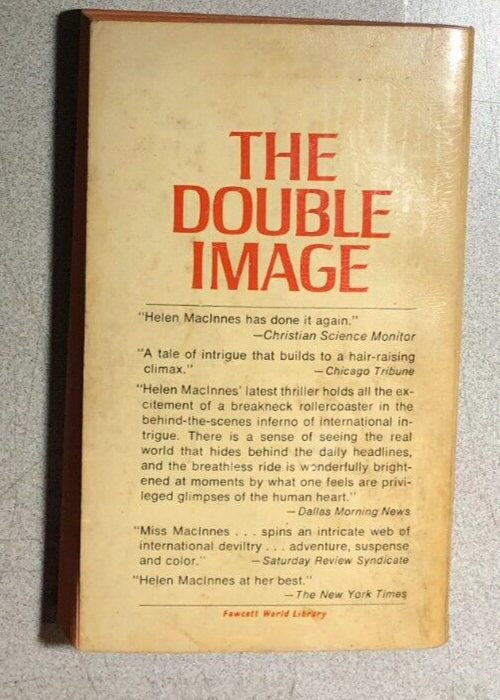 THE
DOUBLE
IMAGE
"Helen MacInnes has done it again."
—Christian Science Monitor
"A tale of intrigue that builds to a hair-raising
climax." —Chicago Tribune
"Helen MacInnes' latest thriller holds all the ex-
citement of a breakneck rollercoaster in the
behind-the-scenes inferno of international in-
trigue. There is a sense of seeing the real
world that hides behind the daily headlines,
and the breathless ride is wonderfully bright-
ened at moments by what one feels are privi-
leged glimpses of the human heart."
—Dallas Morning News
"Miss MacInnes . . . spins an intricate web of
international deviltry . . . adventure, suspense
and color." —Saturday Review Syndicate
"Helen MacInnes at her best."
—The New York Times
Fawcett World Library